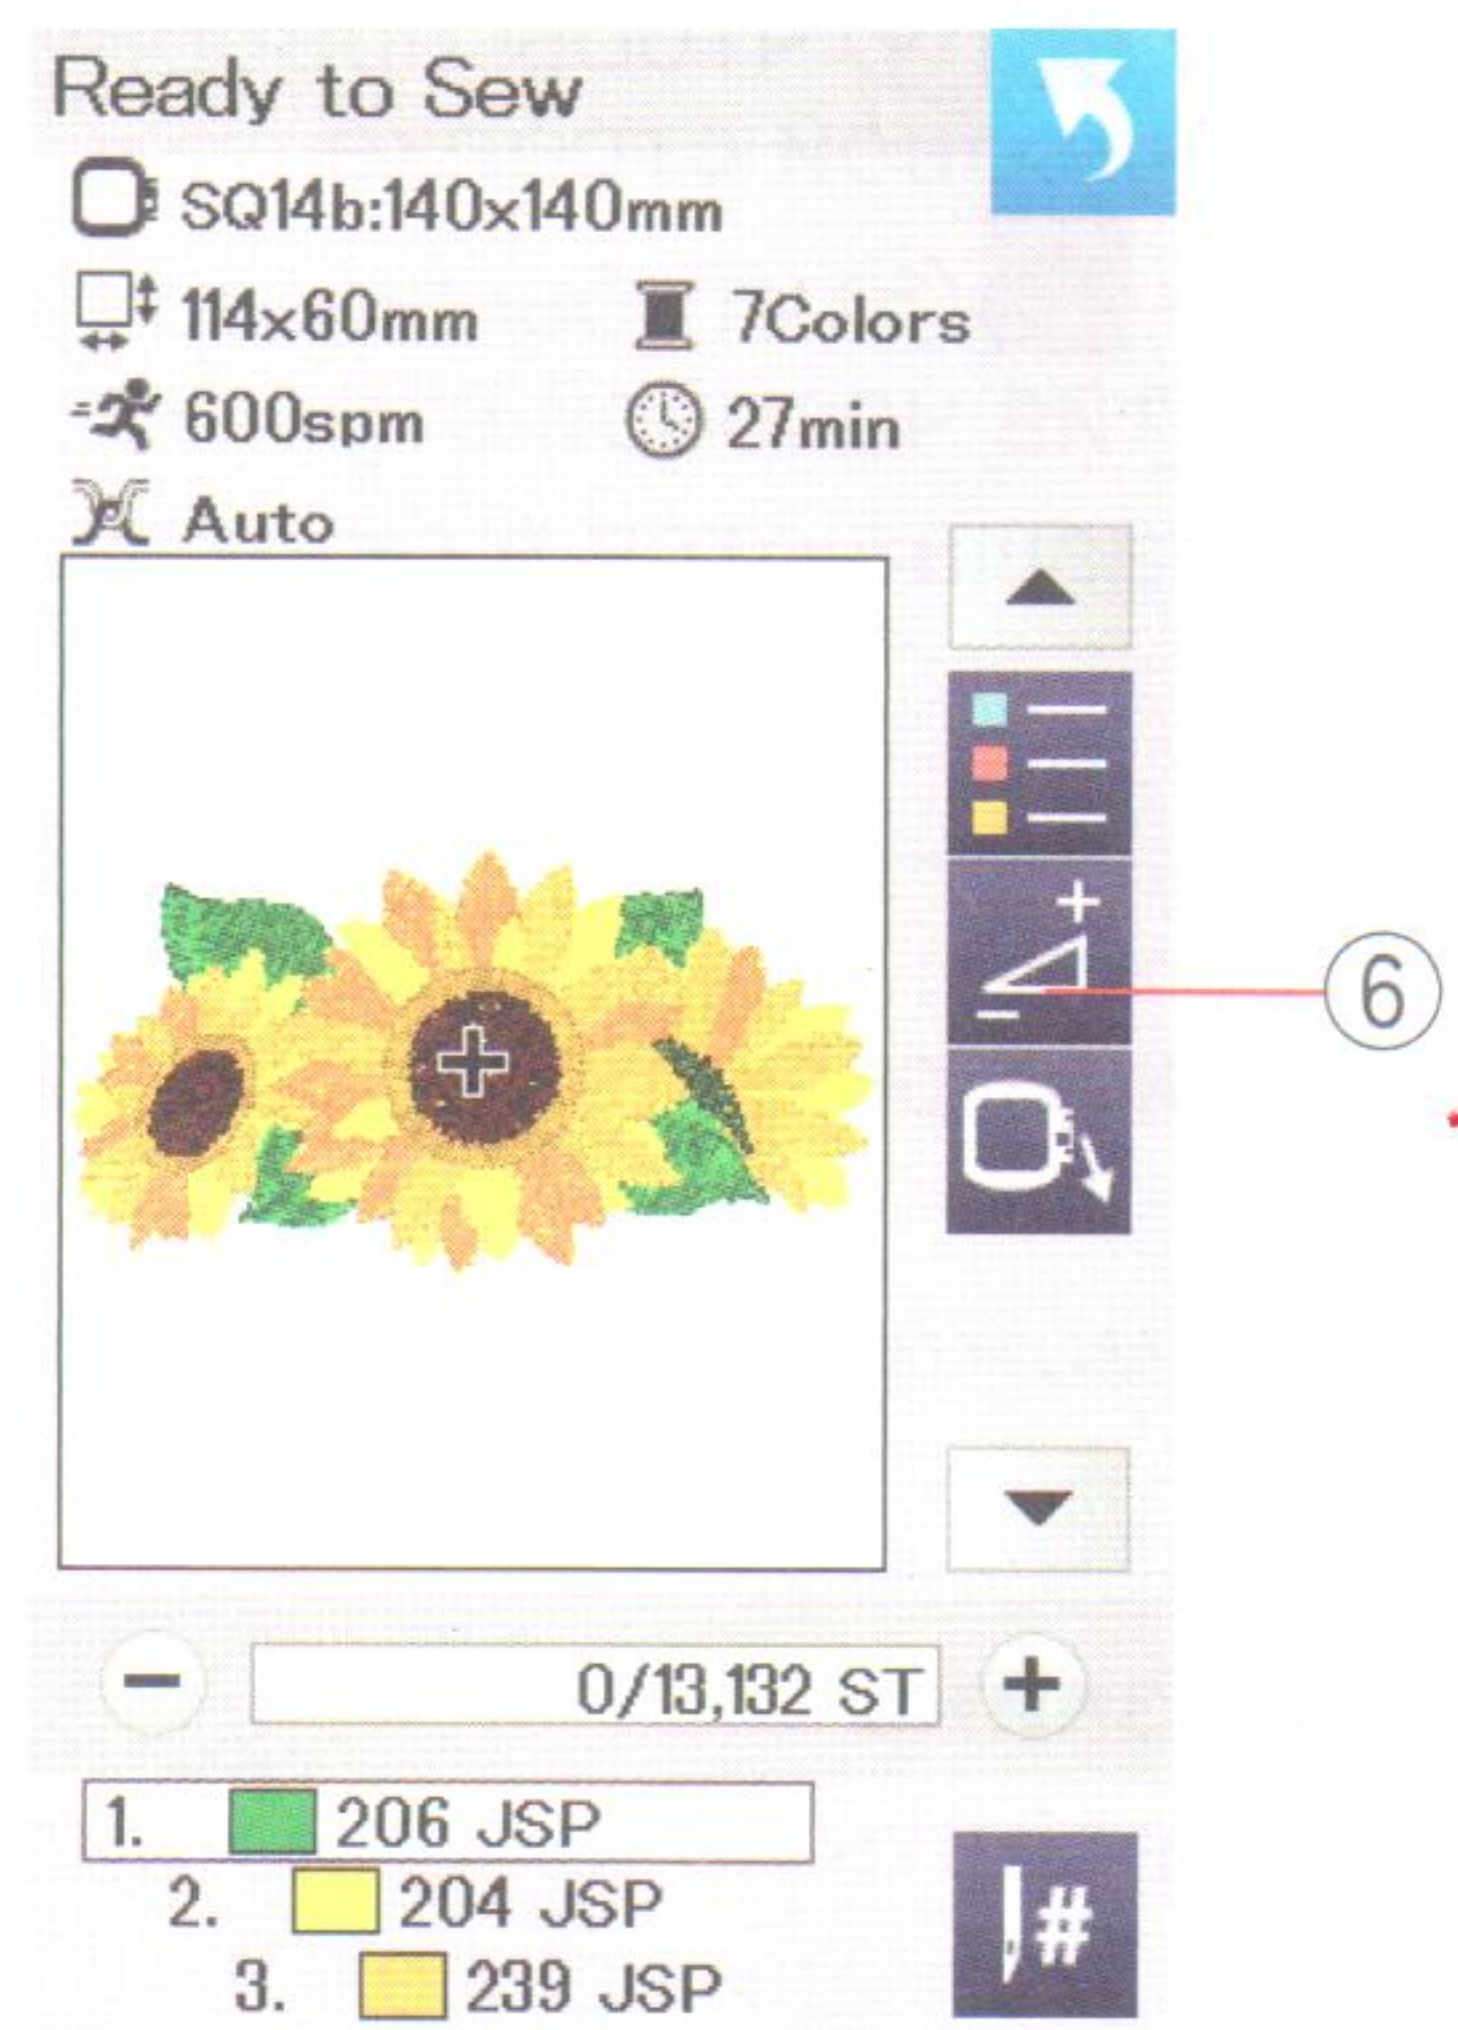 Ready to Sew
SQ14b:140x140mm
114x60mm 7Colors
600spm 27min
Auto
6
0/13,132 ST
1. 206 JSP
2. 204 JSP
3. 239 JSP
#